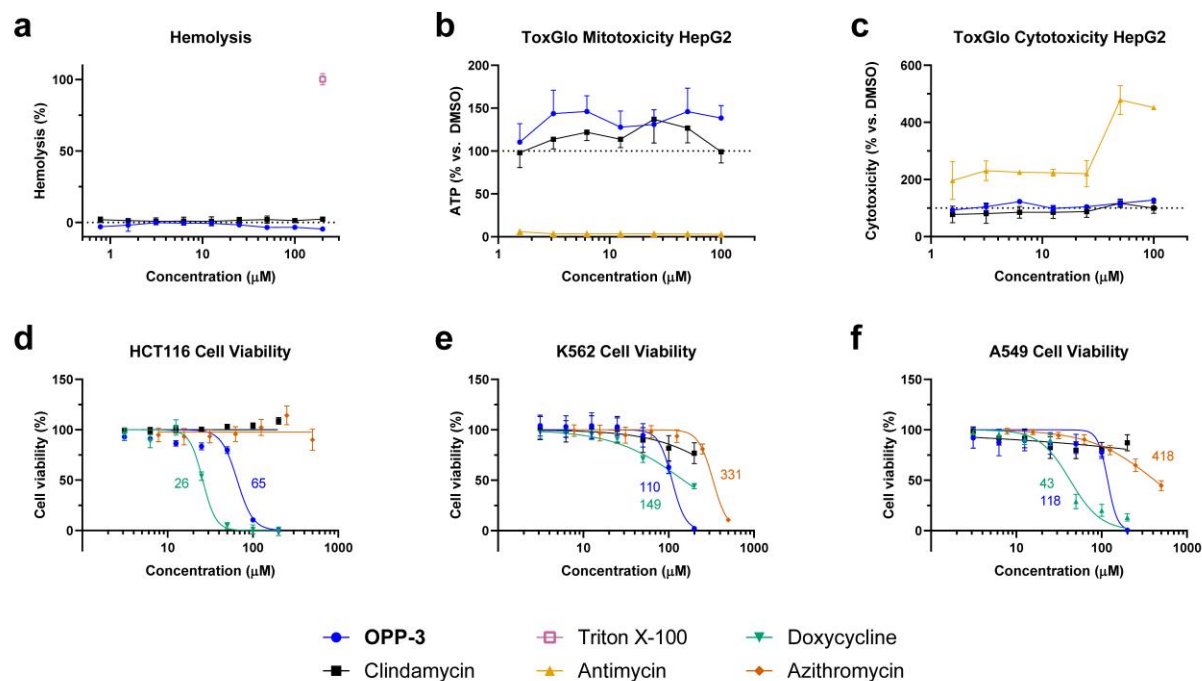 a
Hemolysis
Hemolysis (%)
100
50
0
1
10
100
Concentration (μM)
b
ToxGlo Mitotoxicity HepG2
ATP (% vs. DMSO)
200
150
100
50
0
1
10
100
Concentration (μM)
c
ToxGlo Cytotoxicity HepG2
Cytotoxicity (% vs. DMSO)
600
400
200
0
1
10
100
Concentration (μM)
d
HCT116 Cell Viability
Cell viability (%)
150
100
50
0
26
65
10
100
1000
Concentration (μM)
e
K562 Cell Viability
Cell viability (%)
150
100
50
0
110
149
331
10
100
1000
Concentration (μM)
f
A549 Cell Viability
Cell viability (%)
150
100
50
0
43
118
418
10
100
1000
Concentration (μM)
OPP-3
Triton X-100
Doxycycline
Clindamycin
Antimycin
Azithromycin